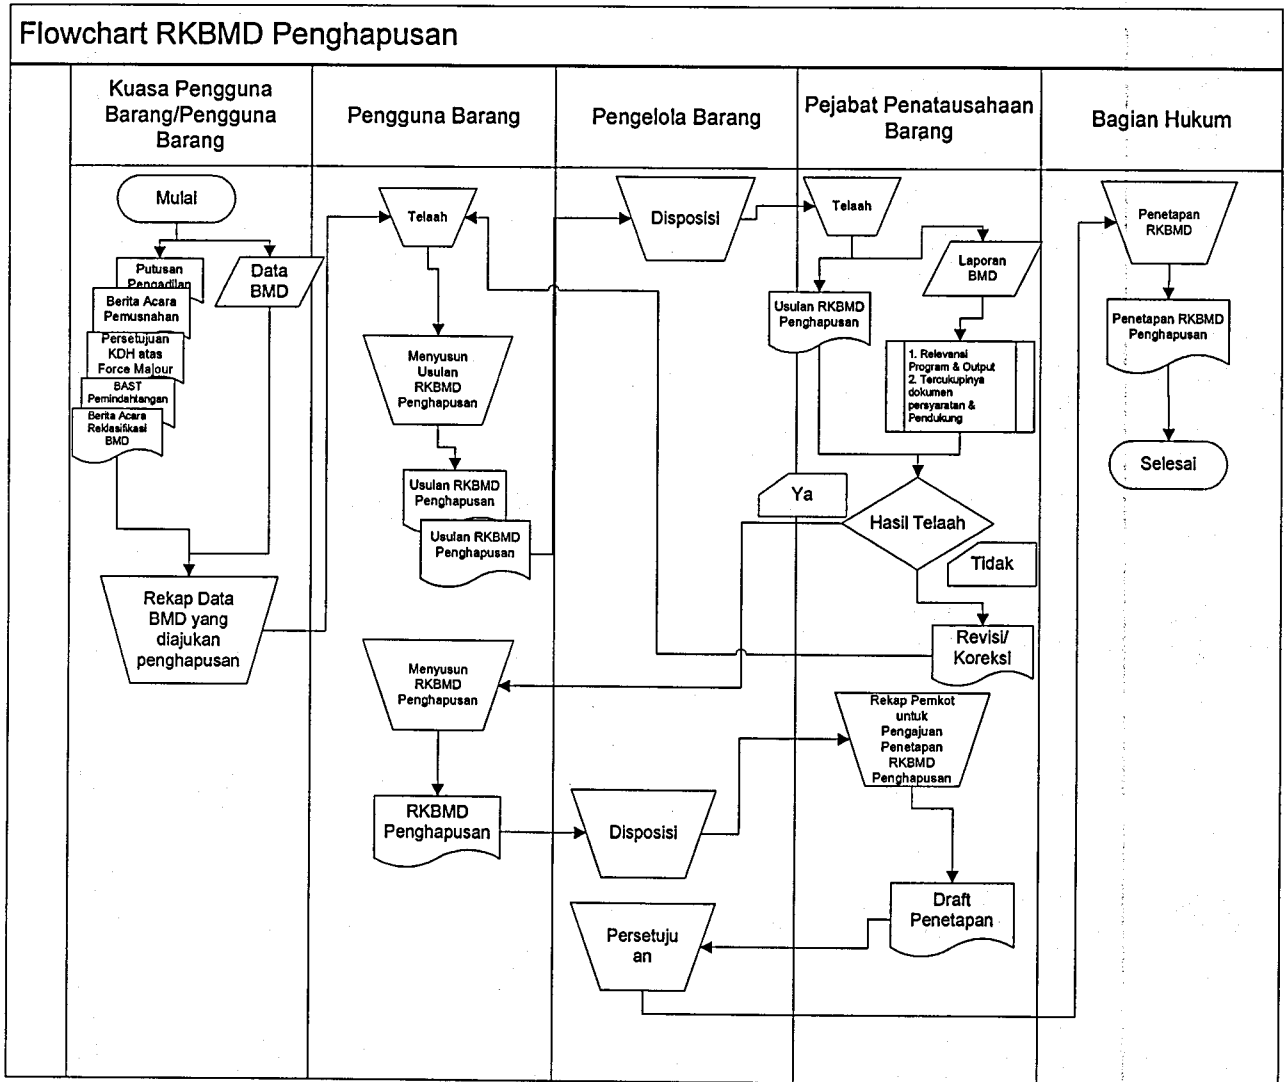 Flowchart RKBMD Penghapusan
Kuasa Pengguna
Barang/Pengguna
Barang
Pengguna Barang
Pengelola Barang
Pejabat Penatausahaan
Barang
Bagian Hukum
Mulai
Putusan
Pengadilan
Berita Acara
Pemusnahan
Persetujuan
KDH atas
Force Majour
BAST
Pemindahtangan
Berita Acara
Reklasifikasi
BMD
Data
BMD
Rekap Data
BMD yang
diajukan
penghapusan
Telaah
Menyusun
Usulan
RKBMD
Penghapusan
Usulan RKBMD
Penghapusan
Usulan RKBMD
Penghapusan
Menyusun
RKBMD
Penghapusan
RKBMD
Penghapusan
Disposisi
Disposisi
Persetuju
an
Telaah
Usulan RKBMD
Penghapusan
Laporan
BMD
1. Relevansi
Program & Output
2. Tercukupinya
dokumen
persyaratan &
Pendukung
Ya
Hasil Telaah
Tidak
Revisi/
Koreksi
Rekap Pemkot
untuk
Pengajuan
Penetapan
RKBMD
Penghapusan
Draft
Penetapan
Penetapan
RKBMD
Penetapan RKBMD
Penghapusan
Selesai